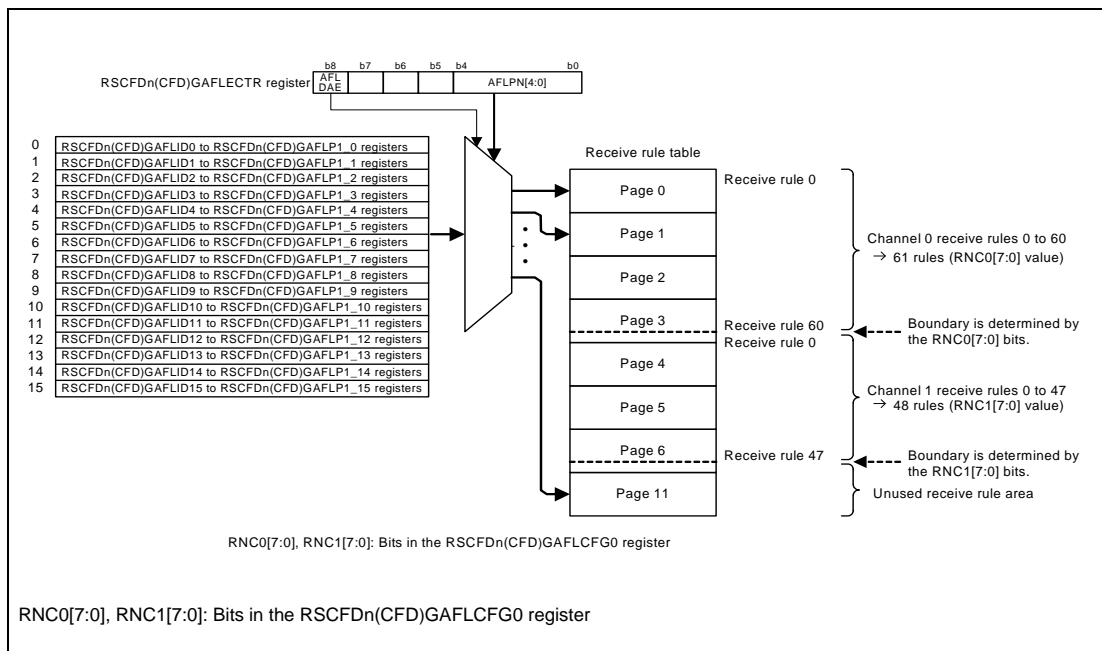 b8 b7 b6 b5 b4 b0
RSCFDn(CFD)GAFLECTR register
AFL
DAE
AFLPN[4:0]
0 RSCFDn(CFD)GAFLID0 to RSCFDn(CFD)GAFLP1_0 registers
1 RSCFDn(CFD)GAFLID1 to RSCFDn(CFD)GAFLP1_1 registers
2 RSCFDn(CFD)GAFLID2 to RSCFDn(CFD)GAFLP1_2 registers
3 RSCFDn(CFD)GAFLID3 to RSCFDn(CFD)GAFLP1_3 registers
4 RSCFDn(CFD)GAFLID4 to RSCFDn(CFD)GAFLP1_4 registers
5 RSCFDn(CFD)GAFLID5 to RSCFDn(CFD)GAFLP1_5 registers
6 RSCFDn(CFD)GAFLID6 to RSCFDn(CFD)GAFLP1_6 registers
7 RSCFDn(CFD)GAFLID7 to RSCFDn(CFD)GAFLP1_7 registers
8 RSCFDn(CFD)GAFLID8 to RSCFDn(CFD)GAFLP1_8 registers
9 RSCFDn(CFD)GAFLID9 to RSCFDn(CFD)GAFLP1_9 registers
10 RSCFDn(CFD)GAFLID10 to RSCFDn(CFD)GAFLP1_10 registers
11 RSCFDn(CFD)GAFLID11 to RSCFDn(CFD)GAFLP1_11 registers
12 RSCFDn(CFD)GAFLID12 to RSCFDn(CFD)GAFLP1_12 registers
13 RSCFDn(CFD)GAFLID13 to RSCFDn(CFD)GAFLP1_13 registers
14 RSCFDn(CFD)GAFLID14 to RSCFDn(CFD)GAFLP1_14 registers
15 RSCFDn(CFD)GAFLID15 to RSCFDn(CFD)GAFLP1_15 registers
Receive rule table
Page 0
Page 1
Page 2
Page 3
Page 4
Page 5
Page 6
Page 11
Receive rule 0
Receive rule 60
Receive rule 0
Receive rule 47
Channel 0 receive rules 0 to 60
→ 61 rules (RNC0[7:0] value)
Boundary is determined by
the RNC0[7:0] bits.
Channel 1 receive rules 0 to 47
→ 48 rules (RNC1[7:0] value)
Boundary is determined by
the RNC1[7:0] bits.
Unused receive rule area
RNC0[7:0], RNC1[7:0]: Bits in the RSCFDn(CFD)GAFLCFG0 register
RNC0[7:0], RNC1[7:0]: Bits in the RSCFDn(CFD)GAFLCFG0 register